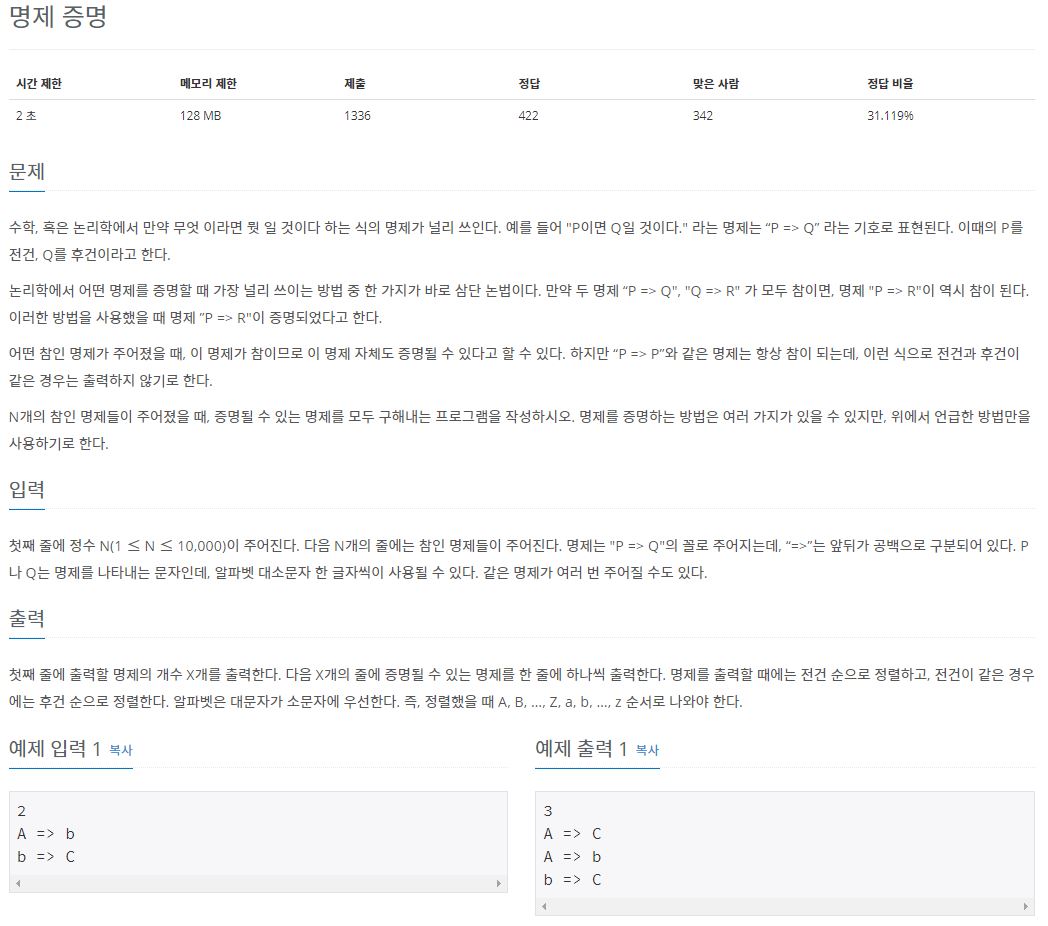 명제 증명
시간 제한 메모리 제한 제출 정답 맞은 사람 정답 비율
2 초 128 MB 1336 422 342 31.119%
문제
수학, 혹은 논리학에서 만약 무엇 이라면 뭣 일 것이다 하는 식의 명제가 널리 쓰인다. 예를 들어 "P이면 Q일 것이다." 라는 명제는 “P => Q” 라는 기호로 표현된다. 이때의 P를
전건, Q를 후건이라고 한다.
논리학에서 어떤 명제를 증명할 때 가장 널리 쓰이는 방법 중 한 가지가 바로 삼단 논법이다. 만약 두 명제 “P => Q", "Q => R" 가 모두 참이면, 명제 "P => R"이 역시 참이 된다.
이러한 방법을 사용했을 때 명제 ”P => R"이 증명되었다고 한다.
어떤 참인 명제가 주어졌을 때, 이 명제가 참이므로 이 명제 자체도 증명될 수 있다고 할 수 있다. 하지만 “P => P”와 같은 명제는 항상 참이 되는데, 이런 식으로 전건과 후건이
같은 경우는 출력하지 않기로 한다.
N개의 참인 명제들이 주어졌을 때, 증명될 수 있는 명제를 모두 구해내는 프로그램을 작성하시오. 명제를 증명하는 방법은 여러 가지가 있을 수 있지만, 위에서 언급한 방법만을
사용하기로 한다.
입력
첫째 줄에 정수 N(1 ≤ N ≤ 10,000)이 주어진다. 다음 N개의 줄에는 참인 명제들이 주어진다. 명제는 "P => Q"의 꼴로 주어지는데, “=>”는 앞뒤가 공백으로 구분되어 있다. P
나 Q는 명제를 나타내는 문자인데, 알파벳 대소문자 한 글자씩이 사용될 수 있다. 같은 명제가 여러 번 주어질 수도 있다.
출력
첫째 줄에 출력할 명제의 개수 X개를 출력한다. 다음 X개의 줄에 증명될 수 있는 명제를 한 줄에 하나씩 출력한다. 명제를 출력할 때에는 전건 순으로 정렬하고, 전건이 같은 경우
에는 후건 순으로 정렬한다. 알파벳은 대문자가 소문자에 우선한다. 즉, 정렬했을 때 A, B, ..., Z, a, b, ..., z 순서로 나와야 한다.
예제 입력 1 복사
2
A => b
b => C
예제 출력 1 복사
3
A => C
A => b
b => C